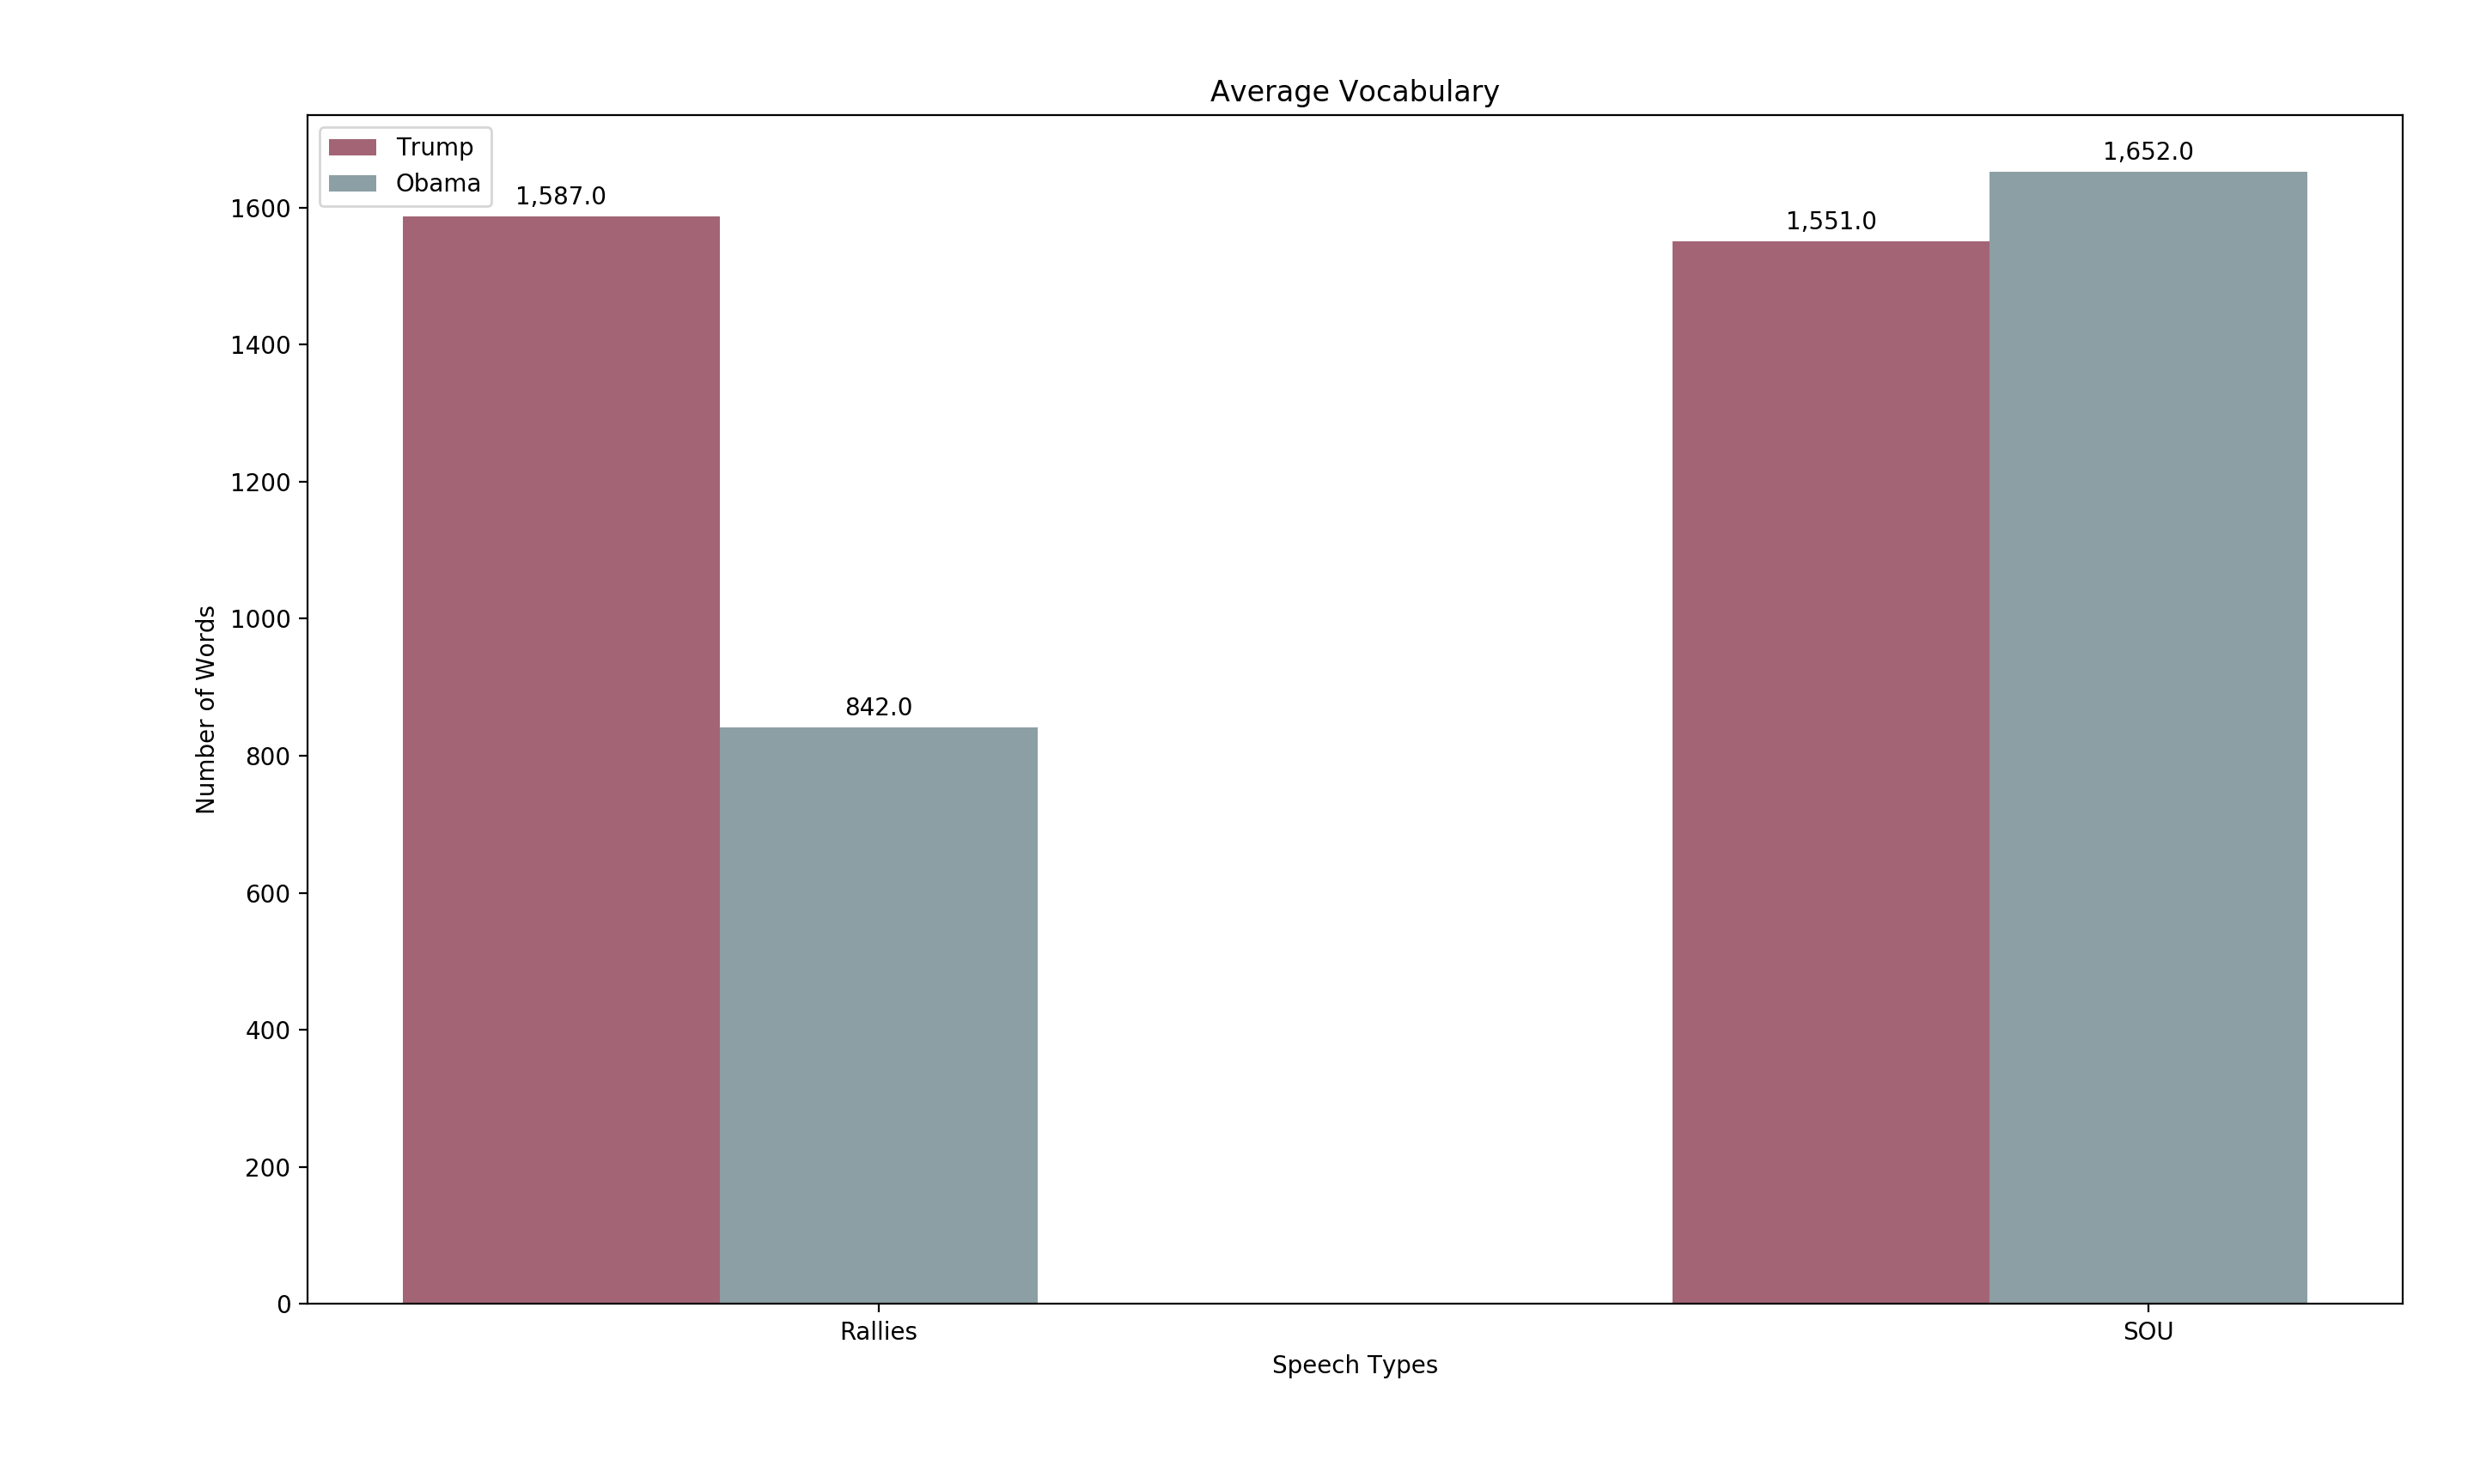 Average Vocabulary
Trump
Obama
1,587.0
842.0
1,551.0
1,652.0
1600
1400
1200
1000
800
600
400
200
0
Number of Words
Rallies
SOU
Speech Types